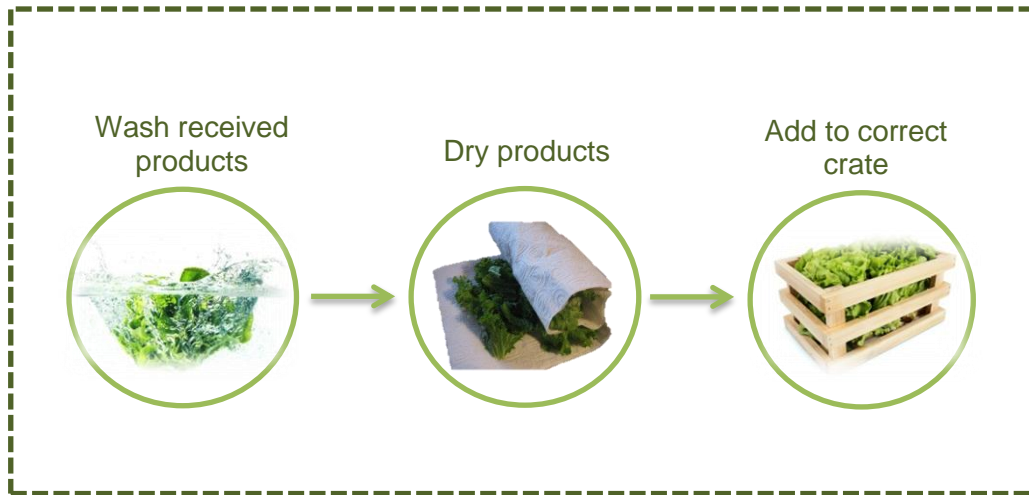 Wash received
products
Dry products
Add to correct
crate